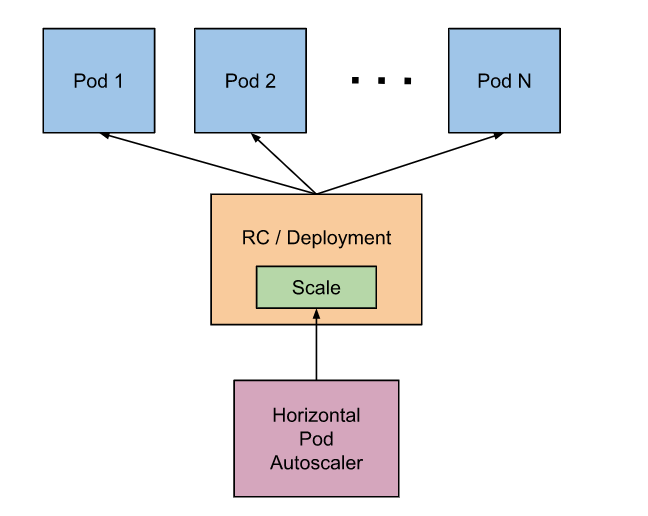 Pod 1
Pod 2
. . .
Pod N
RC / Deployment
Scale
Horizontal
Pod
Autoscaler